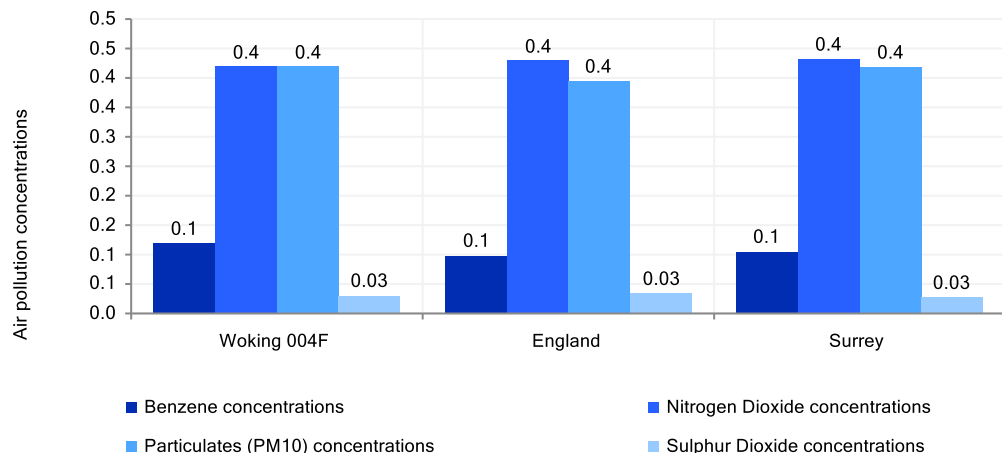 Air pollution concentrations
0.5
0.5
0.4
0.4
0.3
0.3
0.2
0.2
0.1
0.1
0.0
0.1 0.4 0.4 0.03
0.1 0.4 0.4 0.03
0.1 0.4 0.4 0.03
Woking 004F England Surrey
Benzene concentrations Nitrogen Dioxide concentrations
Particulates (PM10) concentrations Sulphur Dioxide concentrations